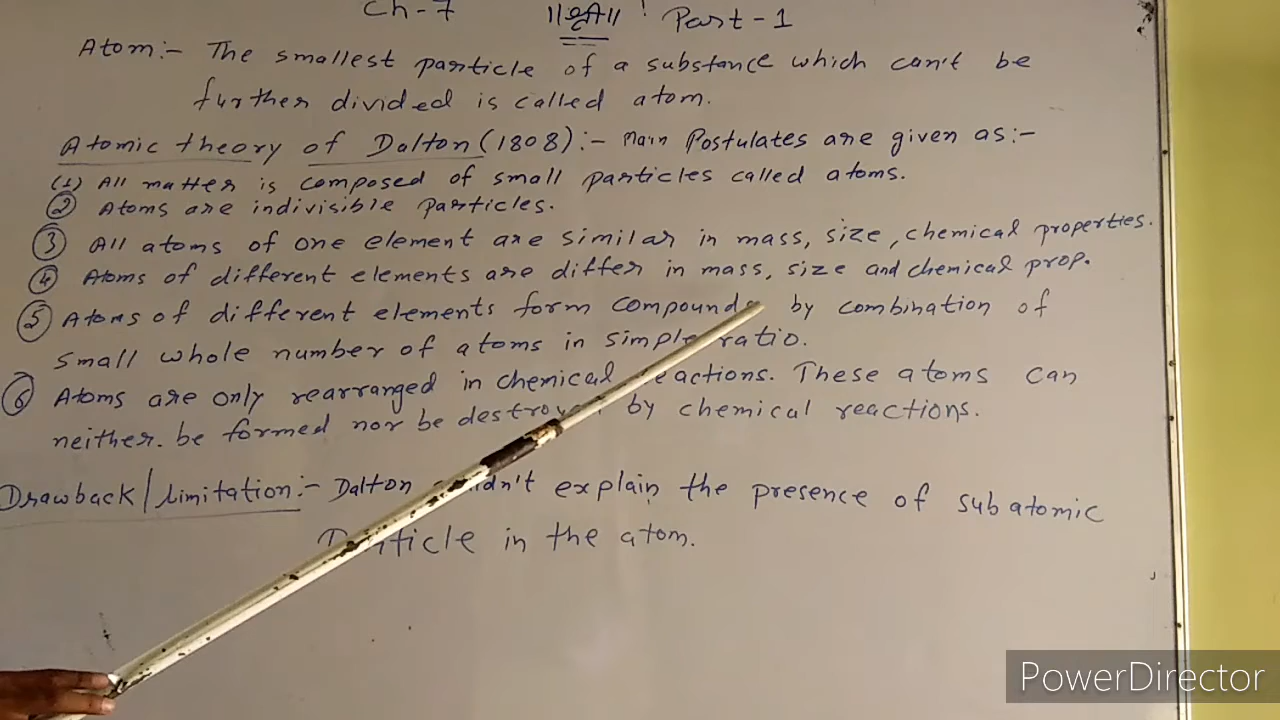 Ch-7 ॥श्री॥ Part-1
Atom:- The smallest particle of a substance which can't be
further divided is called atom.
Atomic theory of Dalton (1808):- Main Postulates are given as:-
(1) All matter is composed of small particles called atoms.
② Atoms are indivisible particles.
③ All atoms of one element are similar in mass, size, chemical properties.
④ Atoms of different elements are differ in mass, size and chemical prop.
⑤ Atoms of different elements form compounds by combination of
small whole number of atoms in simple ratio.
⑥ Atoms are only rearranged in chemical reactions. These atoms can
neither. be formed nor be destroyed by chemical reactions.
Drawback/limitation:- Dalton explain the presence of subatomic
Particle in the atom.
PowerDirector